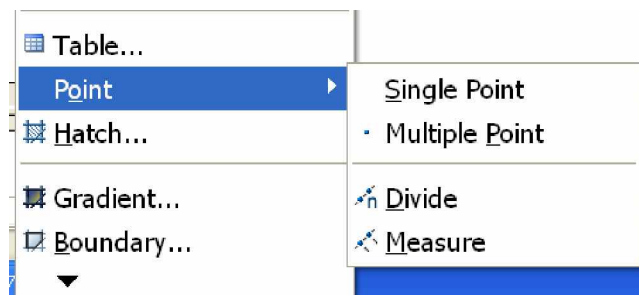 Table...
Point
Hatch...
Gradient...
Boundary...
Single Point
Multiple Point
Divide
Measure